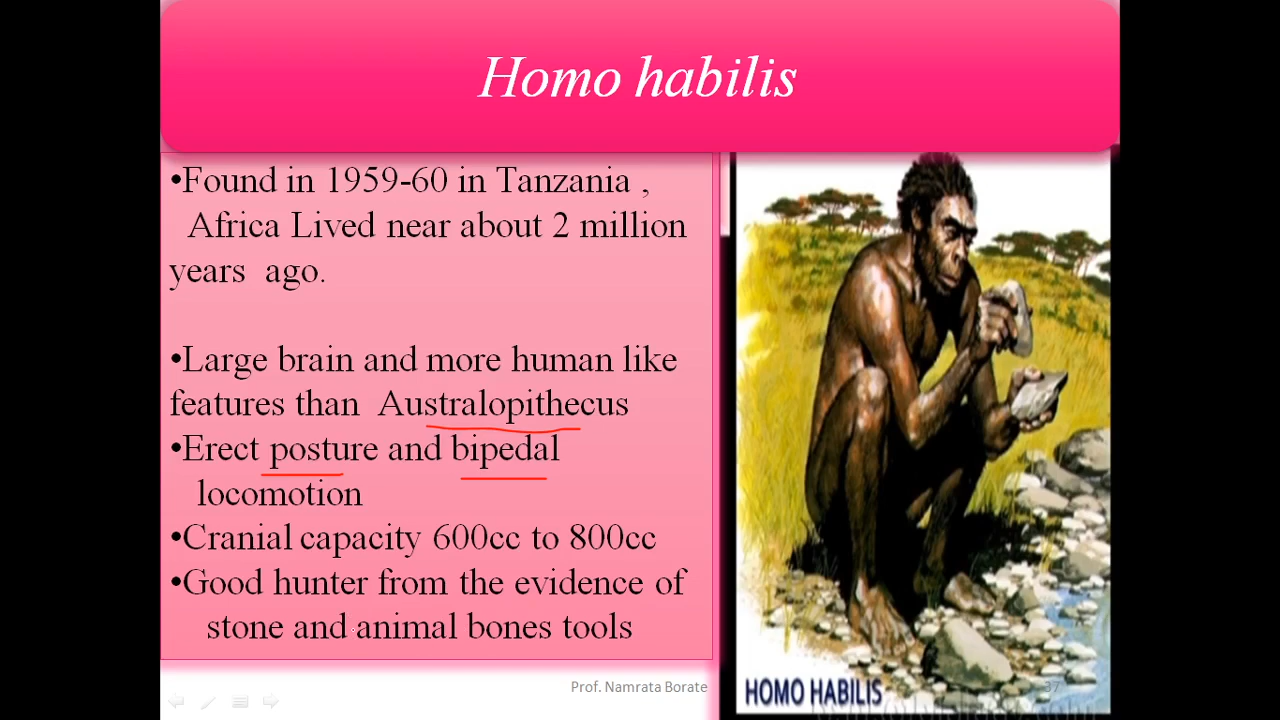 Homo habilis
•Found in 1959-60 in Tanzania ,
Africa Lived near about 2 million
years ago.
•Large brain and more human like
features than Australopithecus
•Erect posture and bipedal
locomotion
•Cranial capacity 600cc to 800cc
•Good hunter from the evidence of
stone and animal bones tools
HOMO HABILIS
Prof. Namrata Borate
37